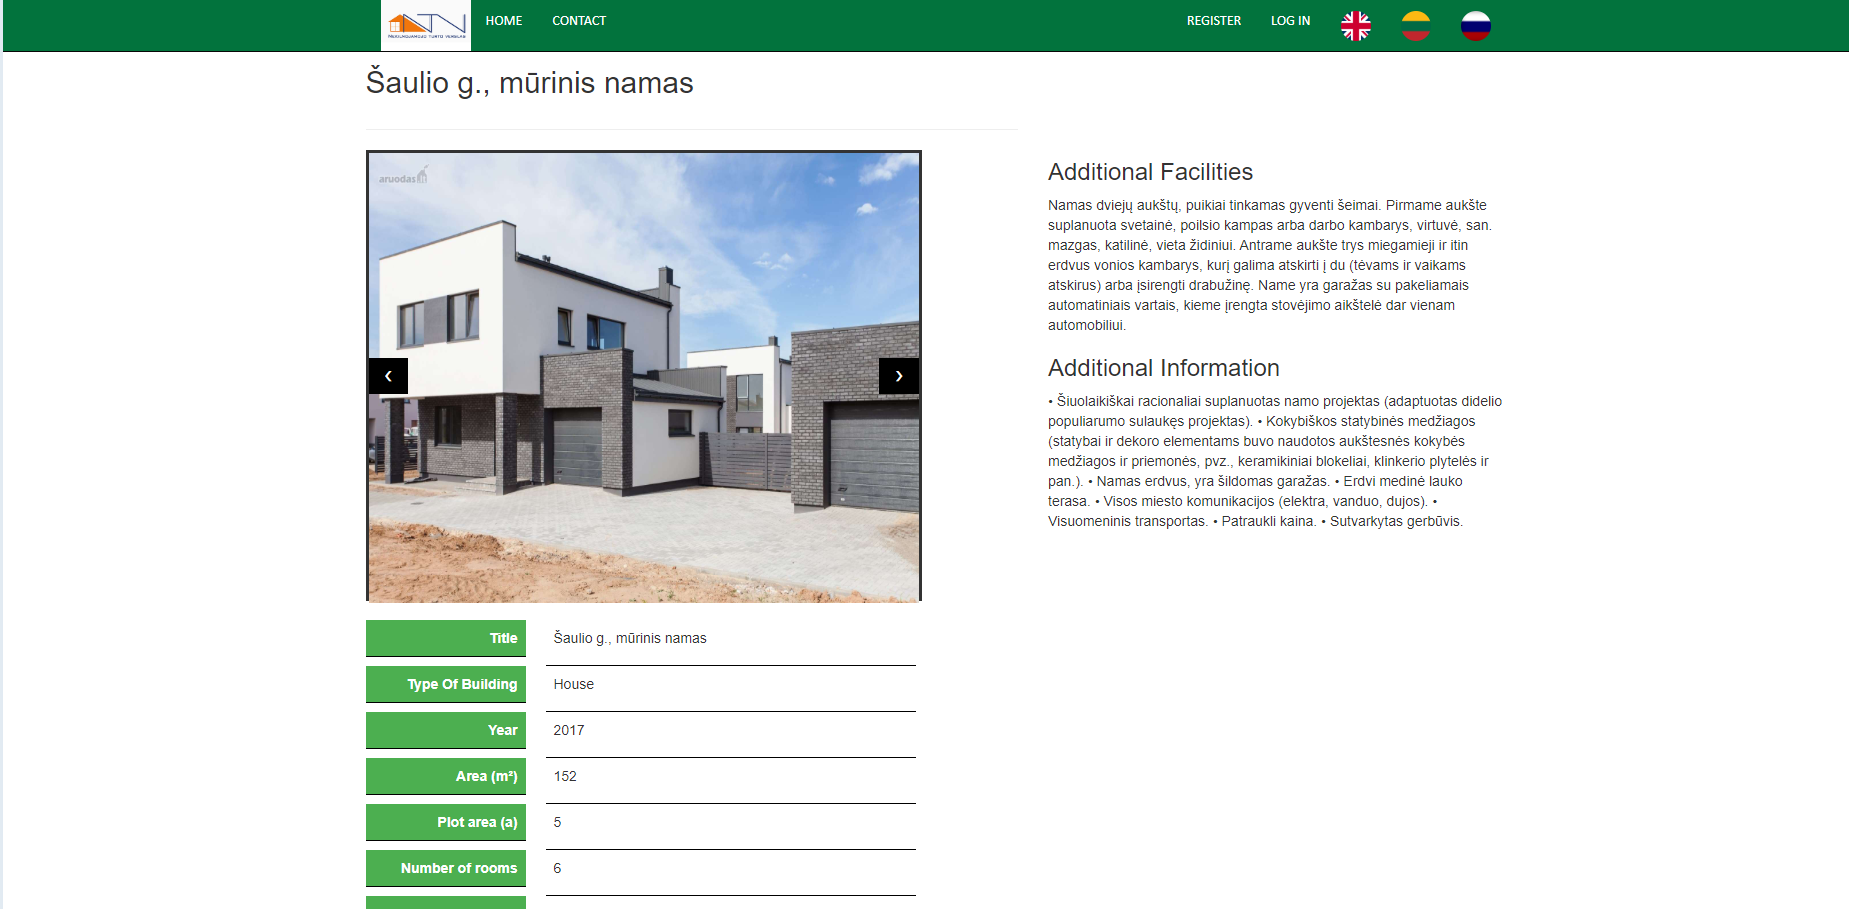 NEKILNOJAMOJO TURTO VERSLAS
HOME
CONTACT
REGISTER
LOG IN
Šaulio g., mūrinis namas
aruodas.lt
‹
›
Additional Facilities
Namas dviejų aukštų, puikiai tinkamas gyventi šeimai. Pirmame aukšte
suplanuota svetainė, poilsio kampas arba darbo kambarys, virtuvė, san.
mazgas, katilinė, vieta židiniui. Antrame aukšte trys miegamieji ir itin
erdvus vonios kambarys, kurį galima atskirti į du (tėvams ir vaikams
atskirus) arba įsirengti drabužinę. Name yra garažas su pakeliamais
automatiniais vartais, kieme įrengta stovėjimo aikštelė dar vienam
automobiliui.
Additional Information
• Šiuolaikiškai racionaliai suplanuotas namo projektas (adaptuotas didelio
populiarumo sulaukęs projektas). • Kokybiškos statybinės medžiagos
(statybai ir dekoro elementams buvo naudotos aukštesnės kokybės
medžiagos ir priemonės, pvz., keramikiniai blokeliai, klinkerio plytelės ir
pan.). • Namas erdvus, yra šildomas garažas. • Erdvi medinė lauko
terasa. • Visos miesto komunikacijos (elektra, vanduo, dujos). •
Visuomeninis transportas. • Patraukli kaina. • Sutvarkytas gerbūvis.
Title Šaulio g., mūrinis namas
Type Of Building House
Year 2017
Area (m²) 152
Plot area (a) 5
Number of rooms 6